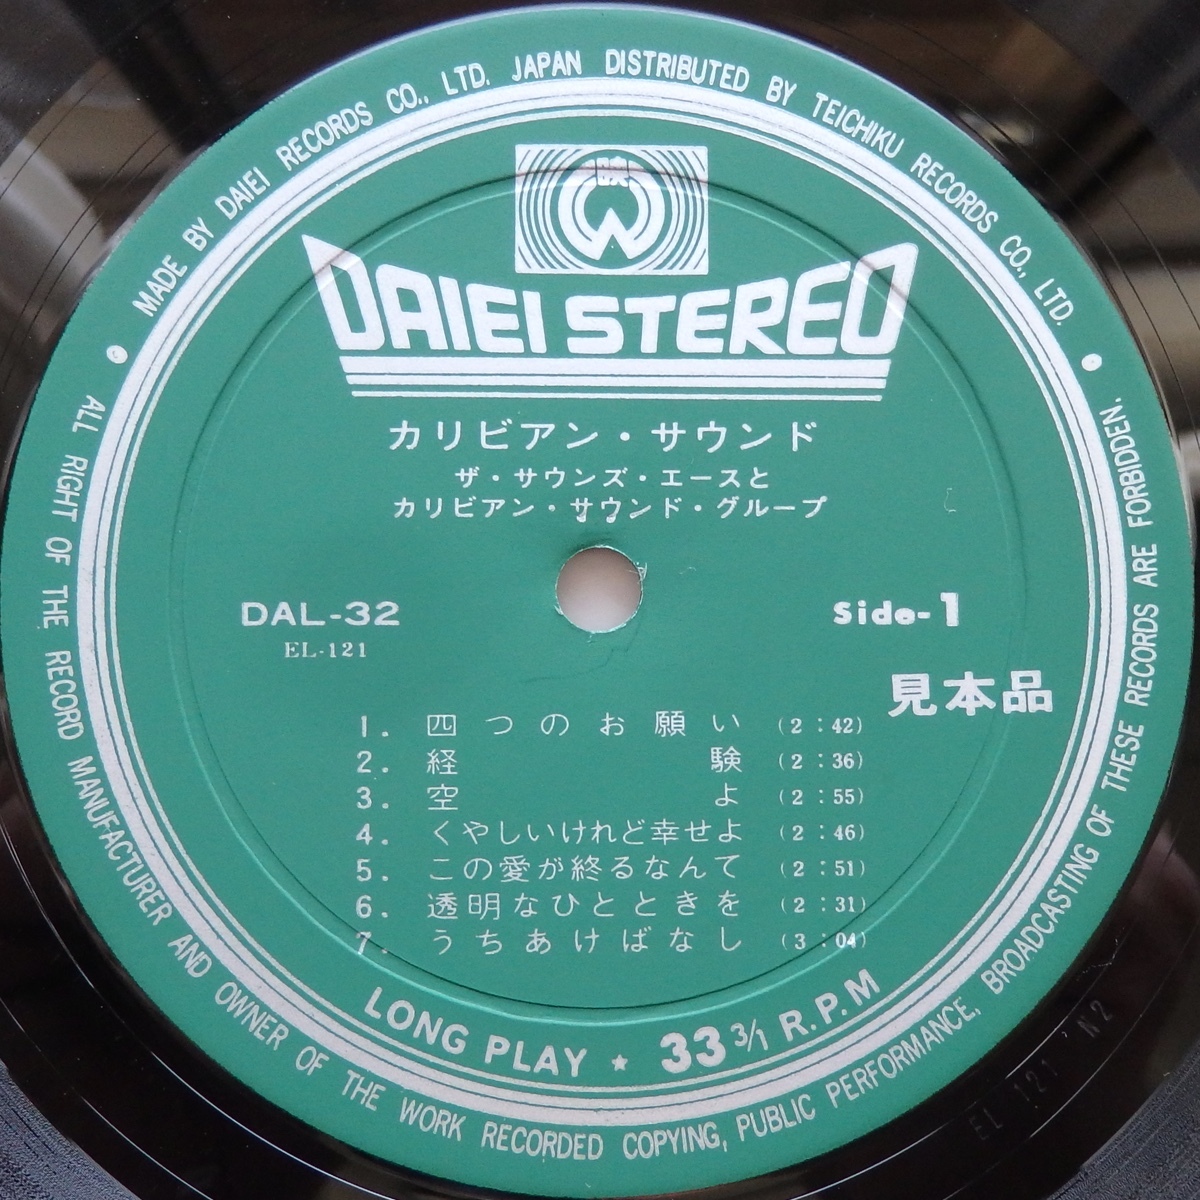 MADE BY DAIEI RECORDS CO., LTD. JAPAN DISTRIBUTED BY TEICHIKU RECORDS CO., LTD.
映
DAIEI STEREO
カリビアン・サウンド
ザ・サウンズ・エースと
カリビアン・サウンド・グループ
DAL-32
EL-121
Side-1
見本品
1. 四つのお願い (2:42)
2. 経験 (2:36)
3. 空よ (2:55)
4. くやしいけれど幸せよ (2:46)
5. この愛が終るなんて (2:51)
6. 透明なひとときを (2:31)
7. うちあけばなし (3:04)
LONG PLAY ★ 33 3/1 R.P.M
ALL RIGHT OF THE RECORD MANUFACTURER AND OWNER OF THE WORK RECORDED COPYING, PUBLIC PERFORMANCE, BROADCASTING OF THESE RECORDS ARE FORBIDDEN.
EL 121 N2